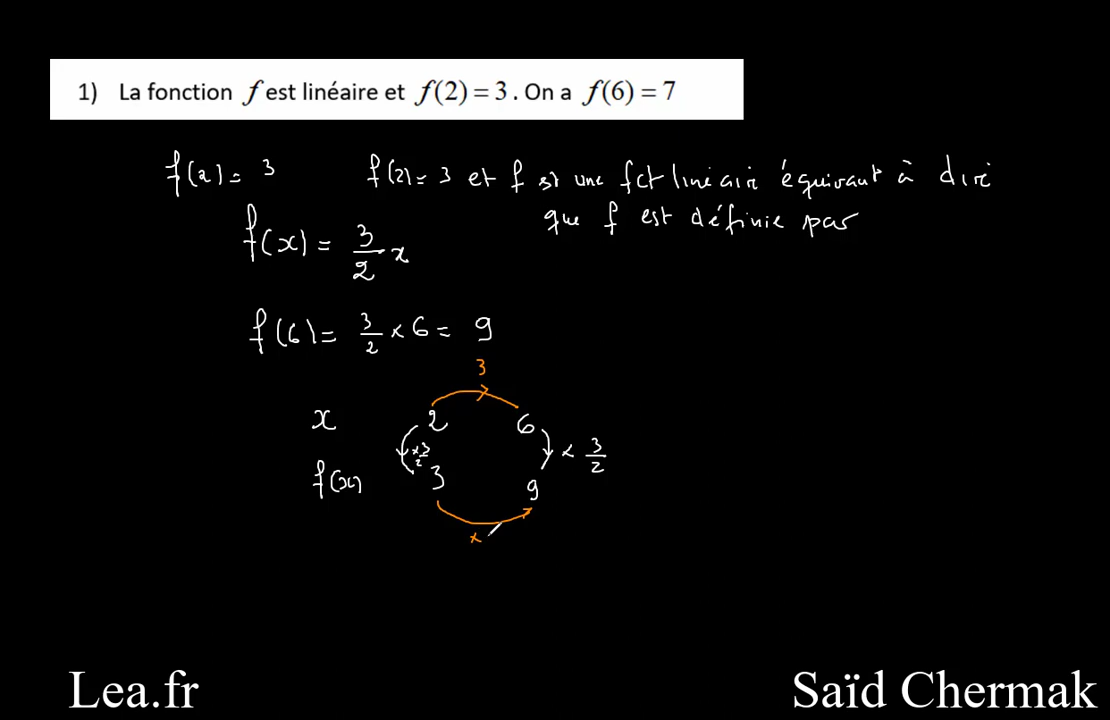 1) La fonction f est linéaire et f(2) = 3. On a f(6) = 7
f(2) = 3 f(2) = 3 et f est une fct linéaire équivaut à dire
que f est définie par
f(x) = 3/2 x
f(6) = 3/2 × 6 = 9
3
x 2 6
×3/2 × 3/2
f(x) 3 9
×
Lea.fr Saïd Chermak